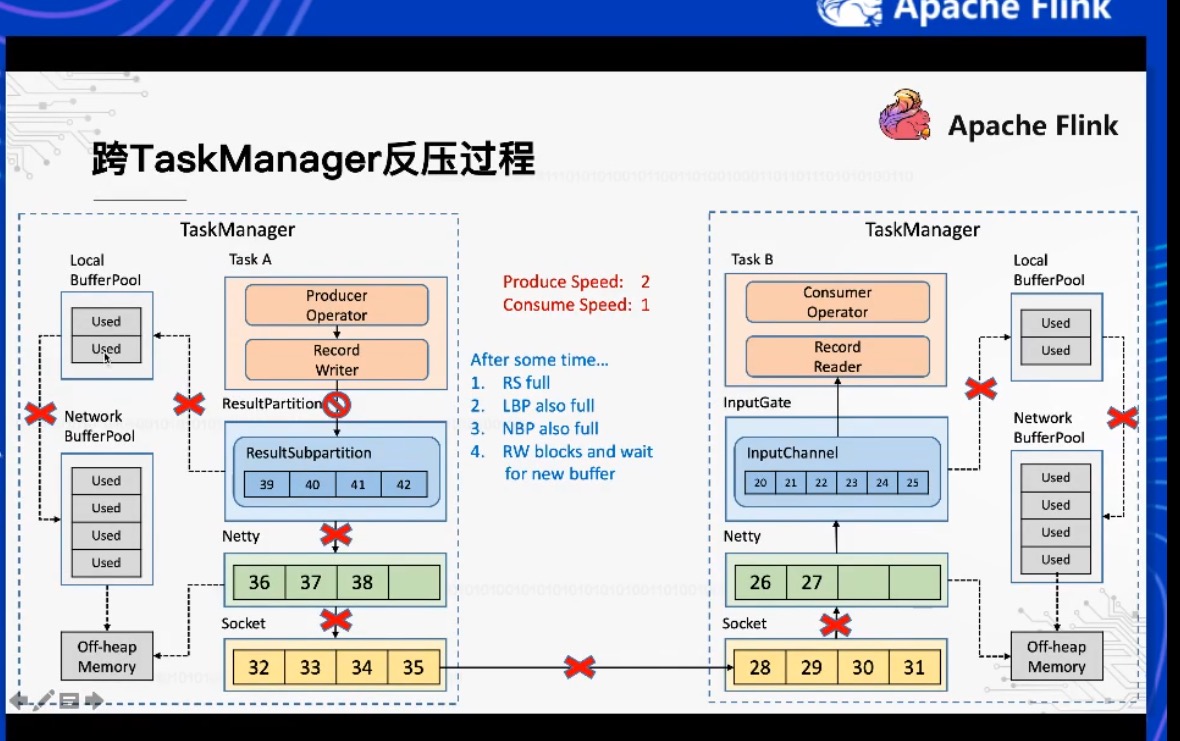 Apache Flink
Apache Flink
跨TaskManager反压过程
TaskManager
Local
BufferPool
Used
Used
Network
BufferPool
Used
Used
Used
Used
Off-heap
Memory
Task A
Producer
Operator
Record
Writer
ResultPartition
ResultSubpartition
39 40 41 42
Netty
36 37 38
Socket
32 33 34 35
Produce Speed: 2
Consume Speed: 1
After some time...
1. RS full
2. LBP also full
3. NBP also full
4. RW blocks and wait
for new buffer
TaskManager
Task B
Consumer
Operator
Record
Reader
InputGate
InputChannel
20 21 22 23 24 25
Netty
26 27
Socket
28 29 30 31
Local
BufferPool
Used
Used
Network
BufferPool
Used
Used
Used
Used
Off-heap
Memory